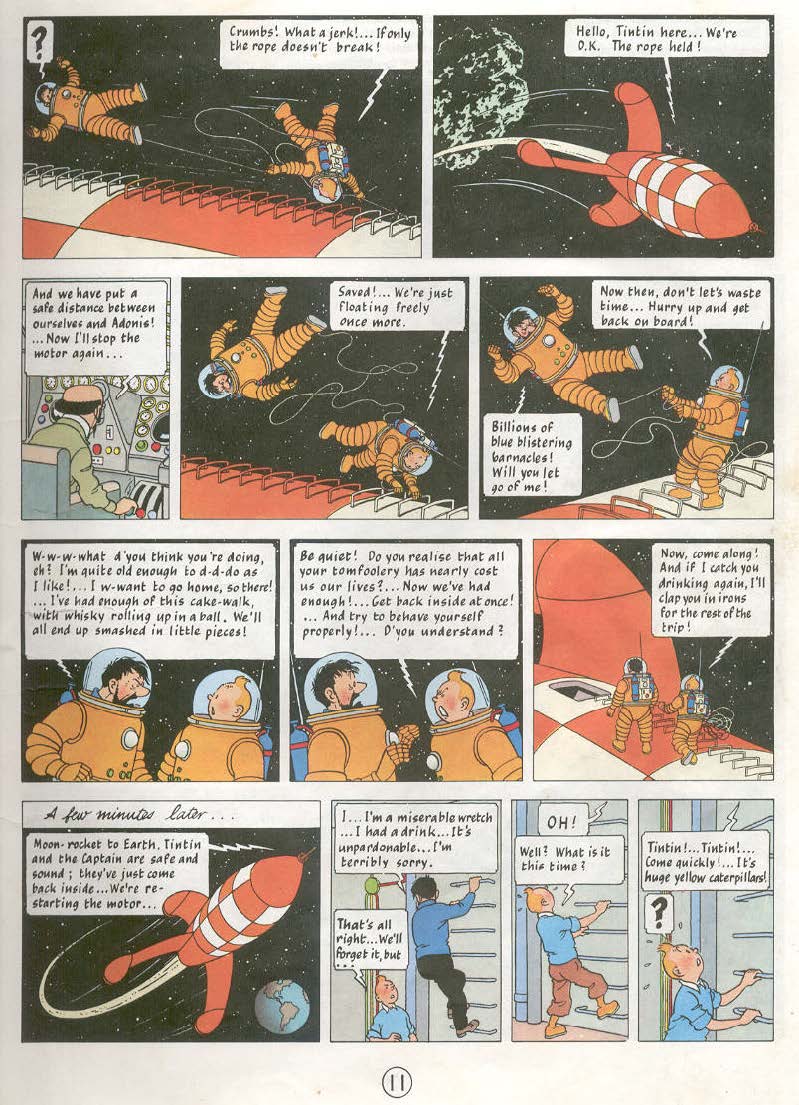 ?
Crumbs! What a jerk!... If only
the rope doesn't break!
Hello, Tintin here... We're
O.K. The rope held!
And we have put a
safe distance between
ourselves and Adonis!
...Now I'll stop the
motor again...
Saved!... We're just
floating freely
once more.
Now then, don't let's waste
time... Hurry up and get
back on board!
Billions of
blue blistering
barnacles!
Will you let
go of me!
W-w-w-what d'you think you're doing,
eh? I'm quite old enough to d-d-do as
I like!... I w-want to go home, so there!
... I've had enough of this cake-walk,
with whisky rolling up in a ball. We'll
all end up smashed in little pieces!
Be quiet! Do you realise that all
your tomfoolery has nearly cost
us our lives?... Now we've had
enough!... Get back inside at once!
... And try to behave yourself
properly!... D'you understand?
Now, come along!
And if I catch you
drinking again, I'll
clap you in irons
for the rest of the
trip!
A few minutes later...
Moon-rocket to Earth. Tintin
and the Captain are safe and
sound; they've just come
back inside...We're re-
starting the motor...
I... I'm a miserable wretch
... I had a drink... It's
unpardonable... I'm
terribly sorry.
That's all
right...We'll
forget it, but
...
OH!
Well? What is it
this time?
Tintin!...Tintin!...
Come quickly!... It's
huge yellow caterpillars!
?
11